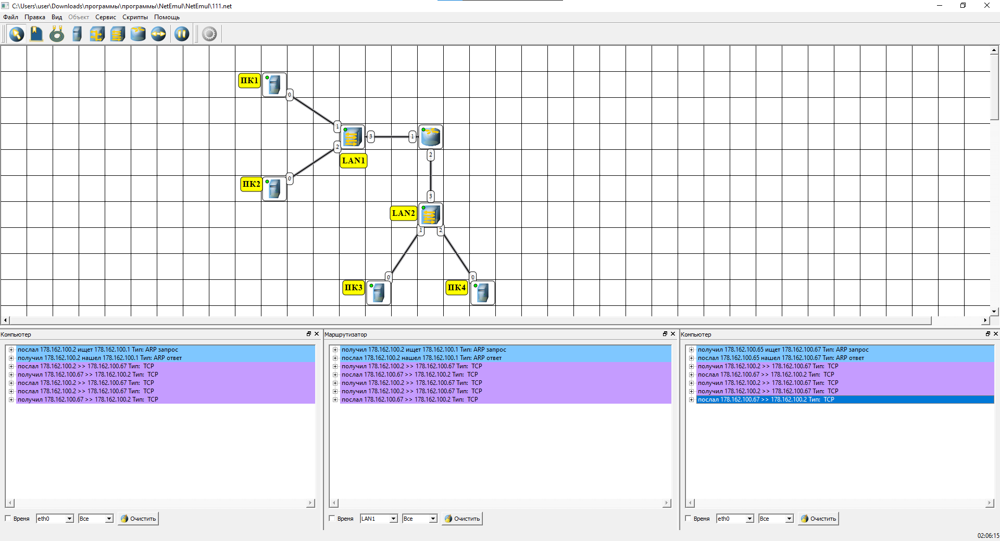 C:\Users\user\Downloads\программы\программы\NetEmul\NetEmul\111.net
Файл Правка Вид Объект Сервис Скрипты Помощь
ПК1
0
1
3
1
2
LAN1
2
ПК2
0
3
LAN2
1
2
0
0
ПК3
ПК4
Компьютер
послал 178.162.100.2 ищет 178.162.100.1 Тип: ARP запрос
получил 178.162.100.2 нашел 178.162.100.1 Тип: ARP ответ
послал 178.162.100.2 >> 178.162.100.67 Тип: TCP
получил 178.162.100.67 >> 178.162.100.2 Тип: TCP
послал 178.162.100.2 >> 178.162.100.67 Тип: TCP
послал 178.162.100.2 >> 178.162.100.67 Тип: TCP
получил 178.162.100.67 >> 178.162.100.2 Тип: TCP
Время eth0 Все Очистить
Маршрутизатор
получил 178.162.100.2 ищет 178.162.100.1 Тип: ARP запрос
послал 178.162.100.2 нашел 178.162.100.1 Тип: ARP ответ
получил 178.162.100.2 >> 178.162.100.67 Тип: TCP
послал 178.162.100.67 >> 178.162.100.2 Тип: TCP
получил 178.162.100.2 >> 178.162.100.67 Тип: TCP
получил 178.162.100.2 >> 178.162.100.67 Тип: TCP
послал 178.162.100.67 >> 178.162.100.2 Тип: TCP
Время LAN1 Все Очистить
Компьютер
получил 178.162.100.65 ищет 178.162.100.67 Тип: ARP запрос
послал 178.162.100.65 нашел 178.162.100.67 Тип: ARP ответ
получил 178.162.100.2 >> 178.162.100.67 Тип: TCP
послал 178.162.100.67 >> 178.162.100.2 Тип: TCP
получил 178.162.100.2 >> 178.162.100.67 Тип: TCP
получил 178.162.100.2 >> 178.162.100.67 Тип: TCP
послал 178.162.100.67 >> 178.162.100.2 Тип: TCP
Время eth0 Все Очистить
02:06:15